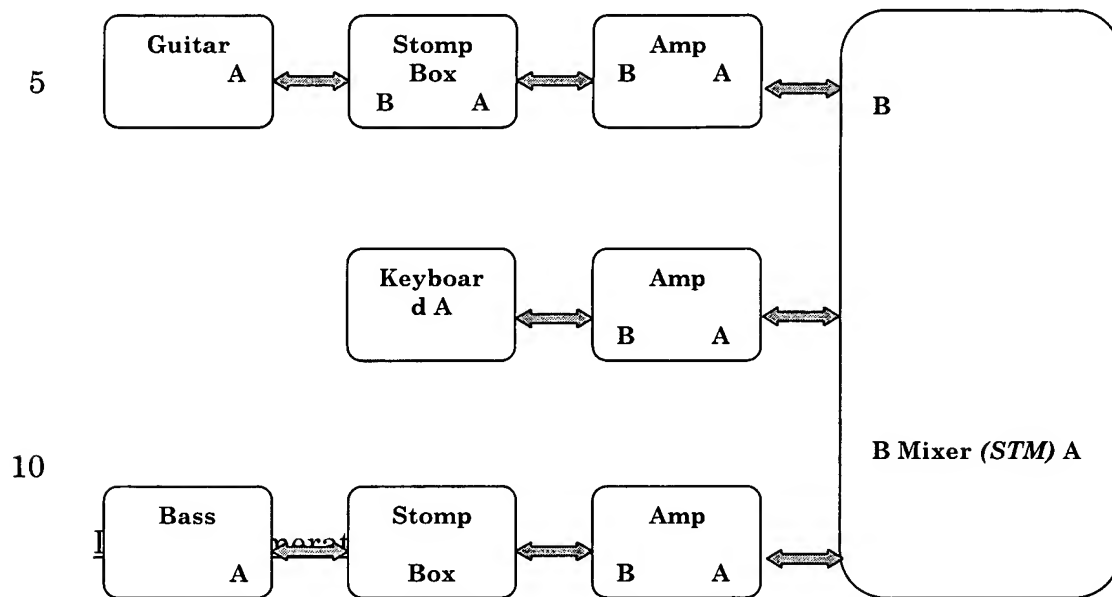 Guitar
A
Stomp
Box
B A
Amp
B A
5
B
Keyboar
d A
Amp
B A
B Mixer (STM) A
10
Bass
A
Stomp
Box
Amp
B A